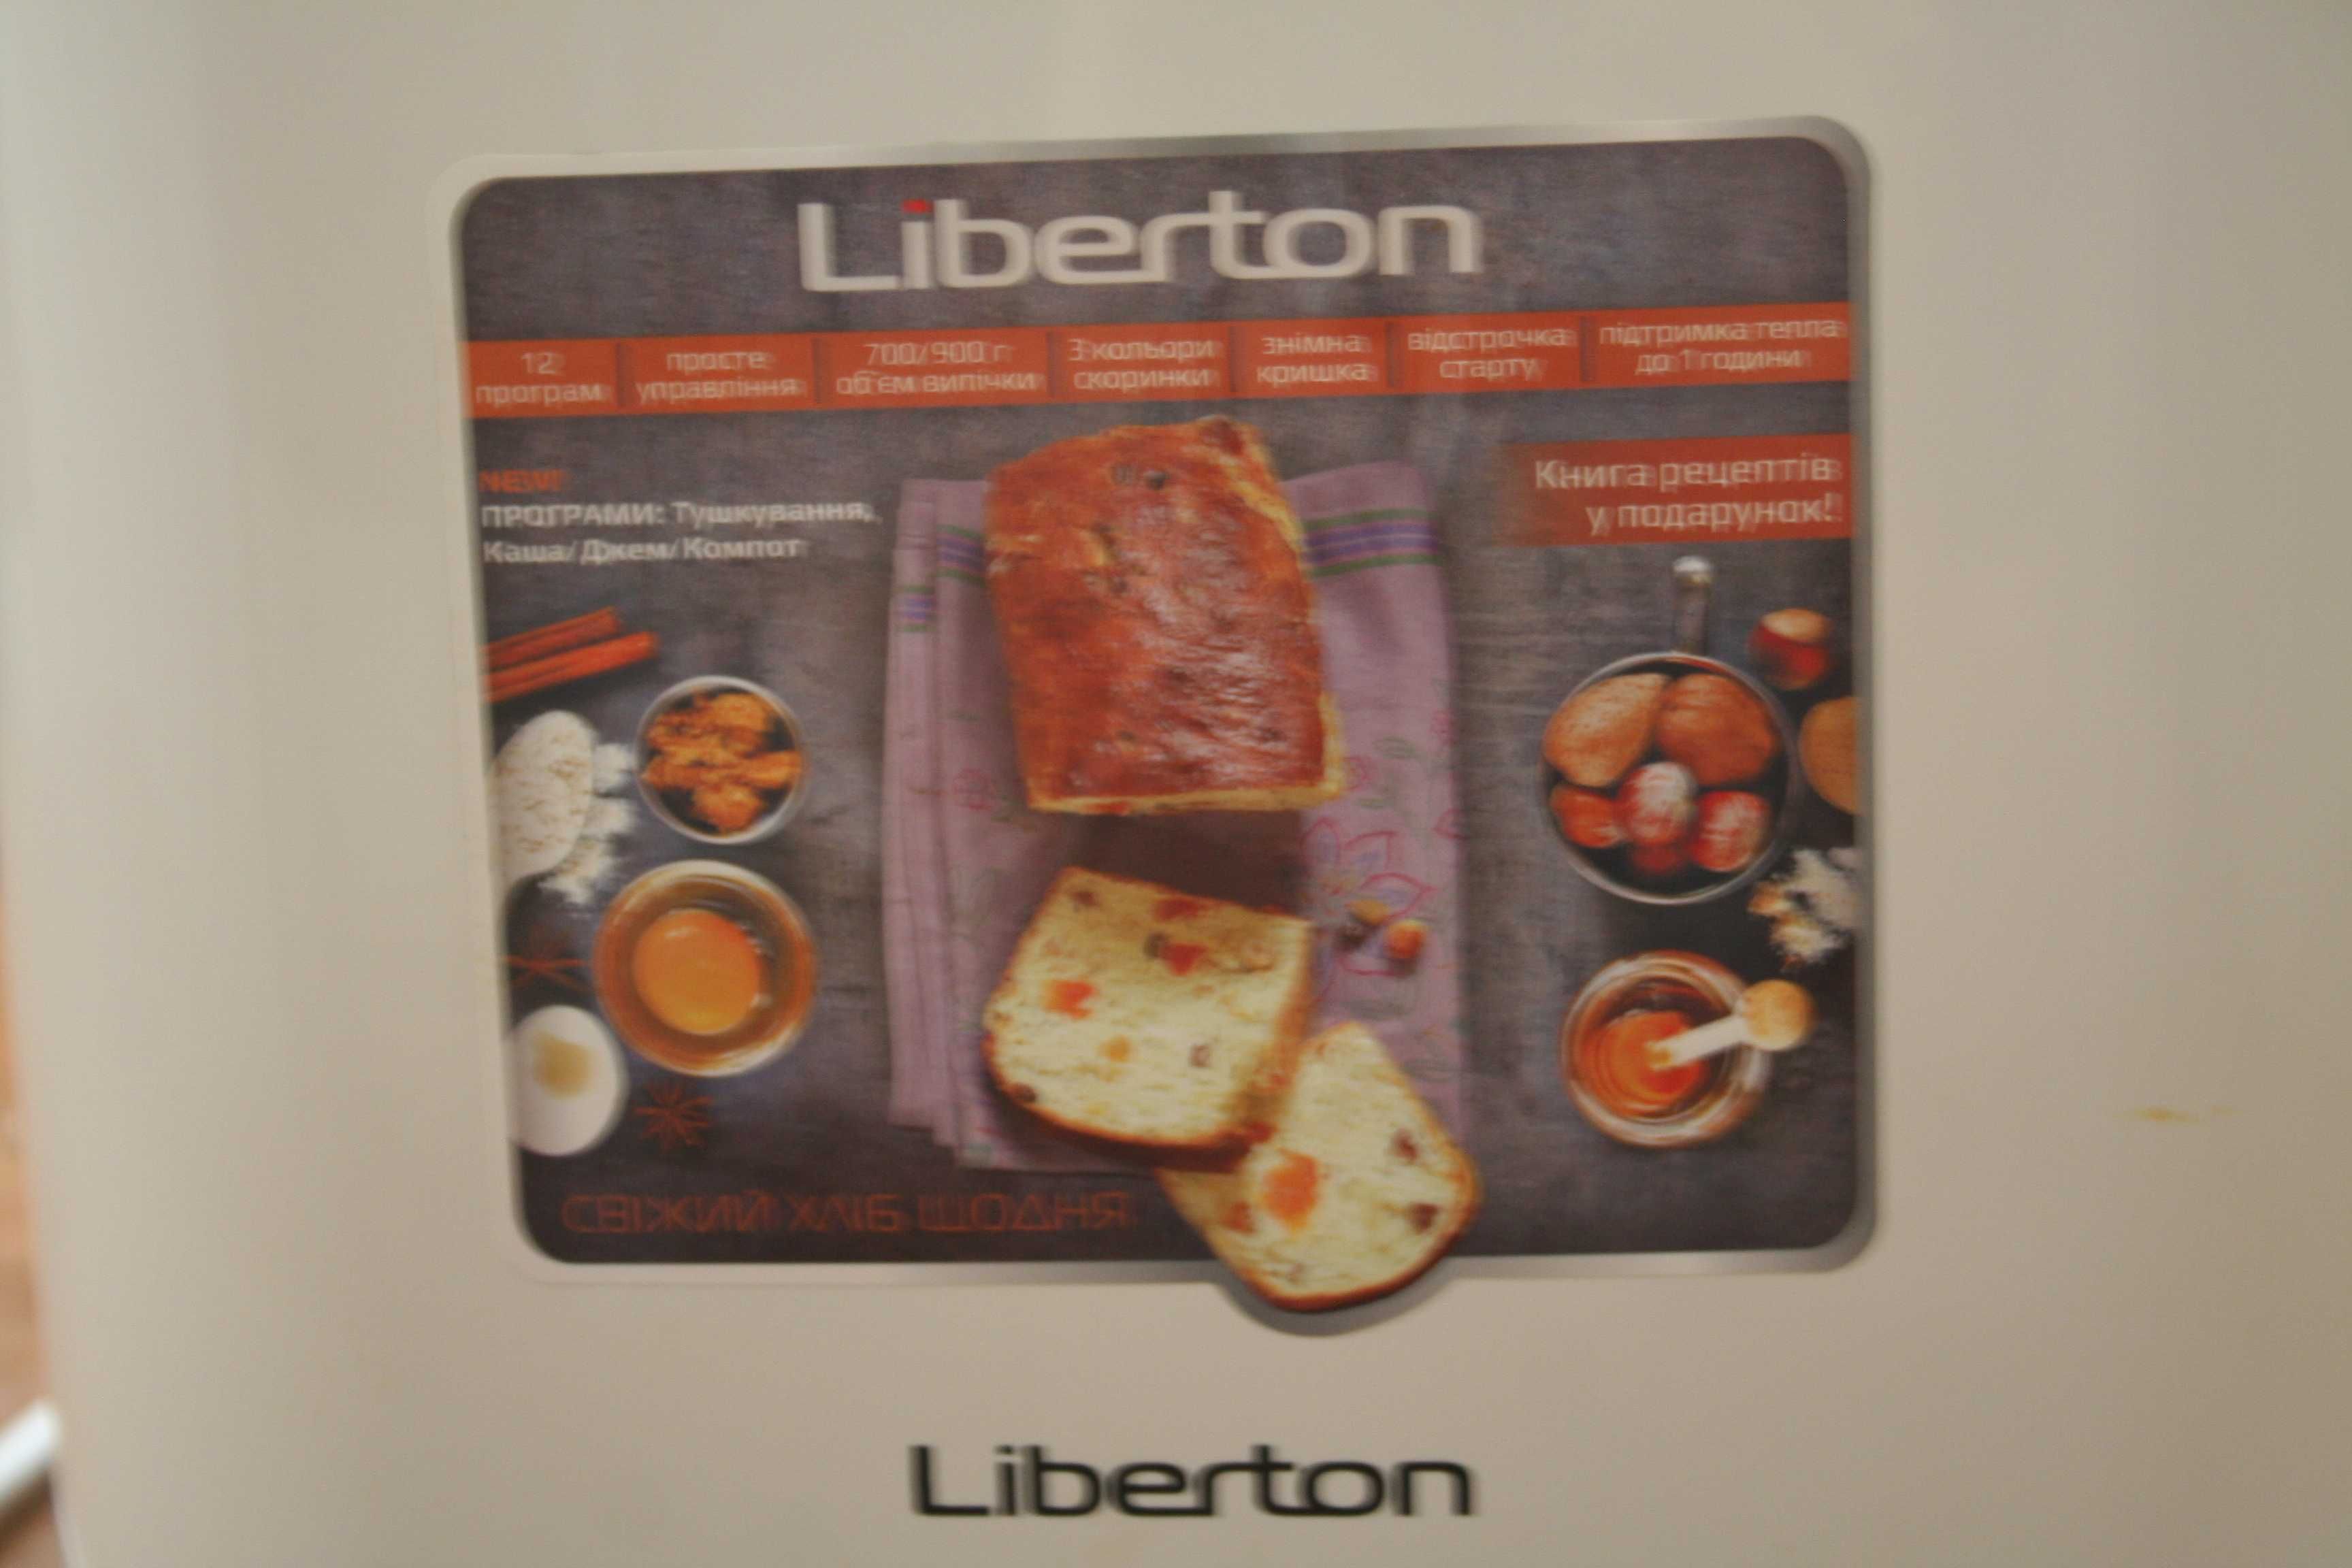 Liberton
12 програм
просте управління
700/900 г об'єм випічки
3 кольори скоринки
знімна кришка
відстрочка старту
підтримка тепла до 1 години
NEW!
ПРОГРАМИ: Тушкування,
Каша/Джем/Компот
Книга рецептів
у подарунок!
СВІЖИЙ ХЛІБ ЩОДНЯ
Liberton